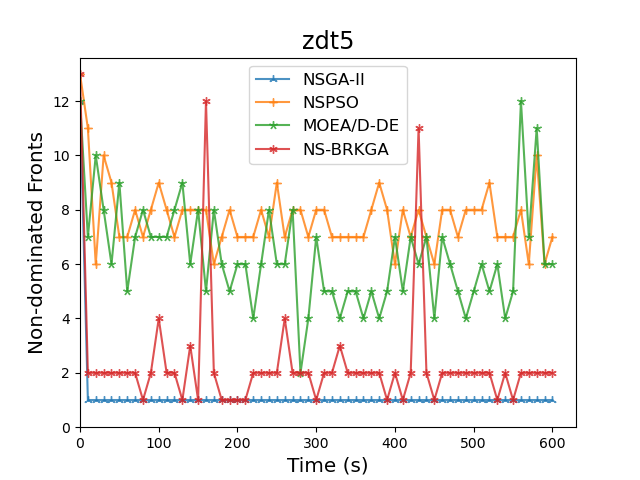 zdt5
NSGA-II
NSPSO
MOEA/D-DE
NS-BRKGA
Non-dominated Fronts
12
10
8
6
4
2
0
0 100 200 300 400 500 600
Time (s)